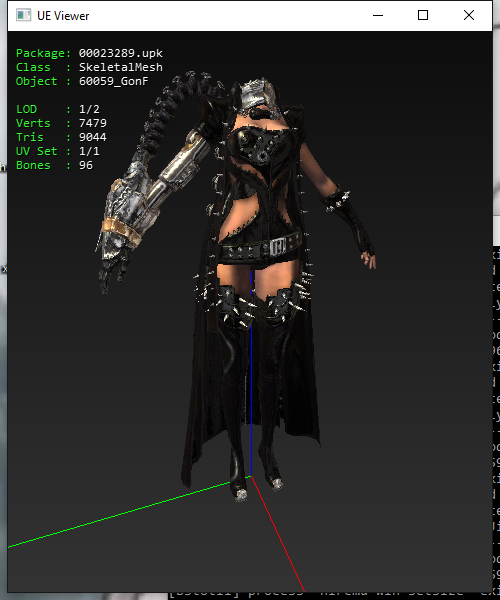 UE Viewer
Package: 00023289.upk
Class : SkeletalMesh
Object : 60059_GonF
LOD : 1/2
Verts : 7479
Tris : 9044
UV Set : 1/1
Bones : 96